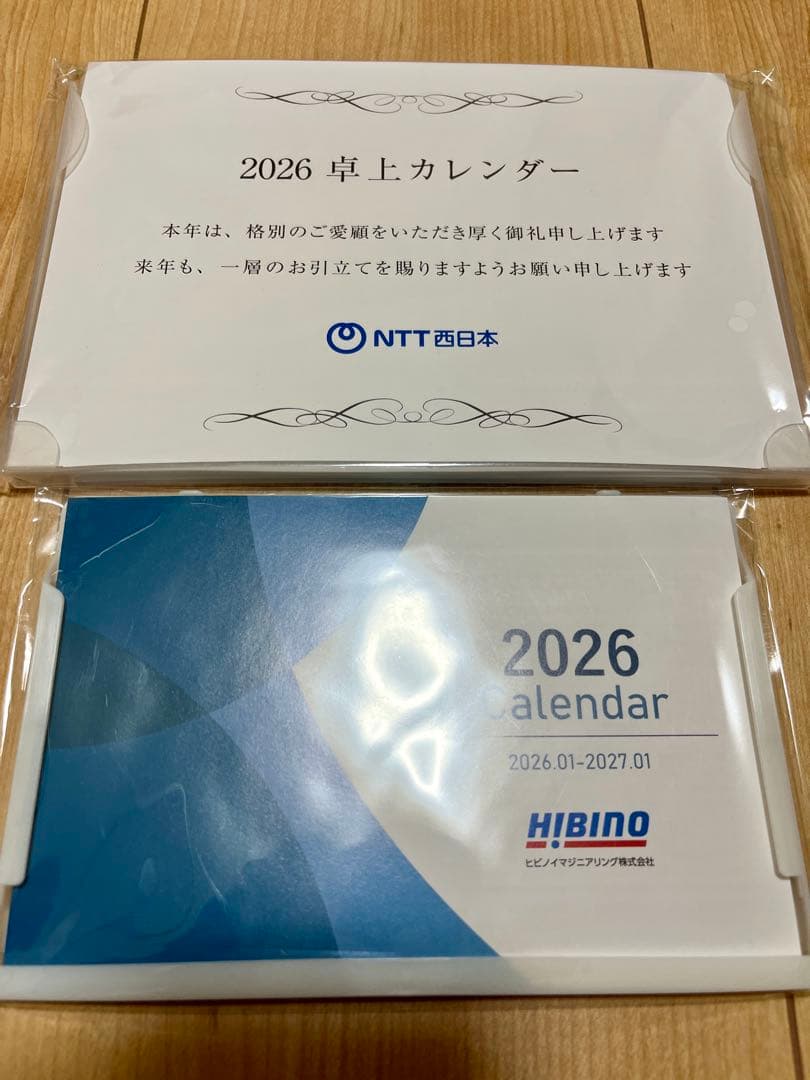 2026 卓上カレンダー
本年は、格別のご愛顧をいただき厚く御礼申し上げます
来年も、一層のお引立てを賜りますようお願い申し上げます
NTT西日本
2026
Calendar
2026.01-2027.01
HIBINO
ヒビノイマジニアリング株式会社